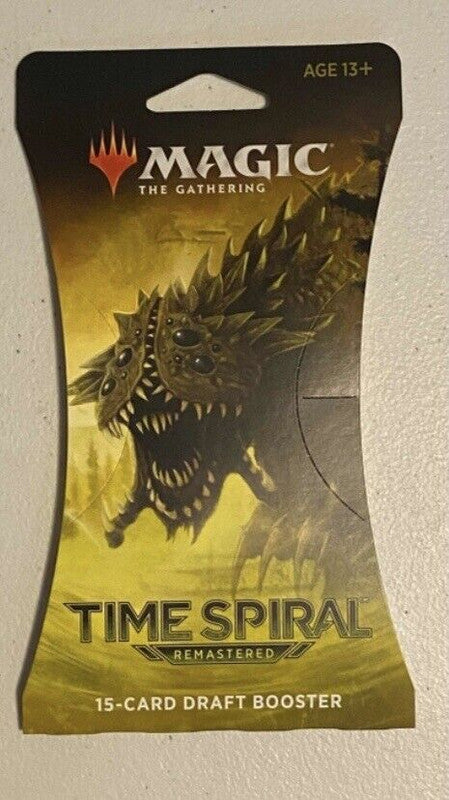 AGE 13+
MAGIC
THE GATHERING
TIME SPIRAL
REMASTERED
15-CARD DRAFT BOOSTER